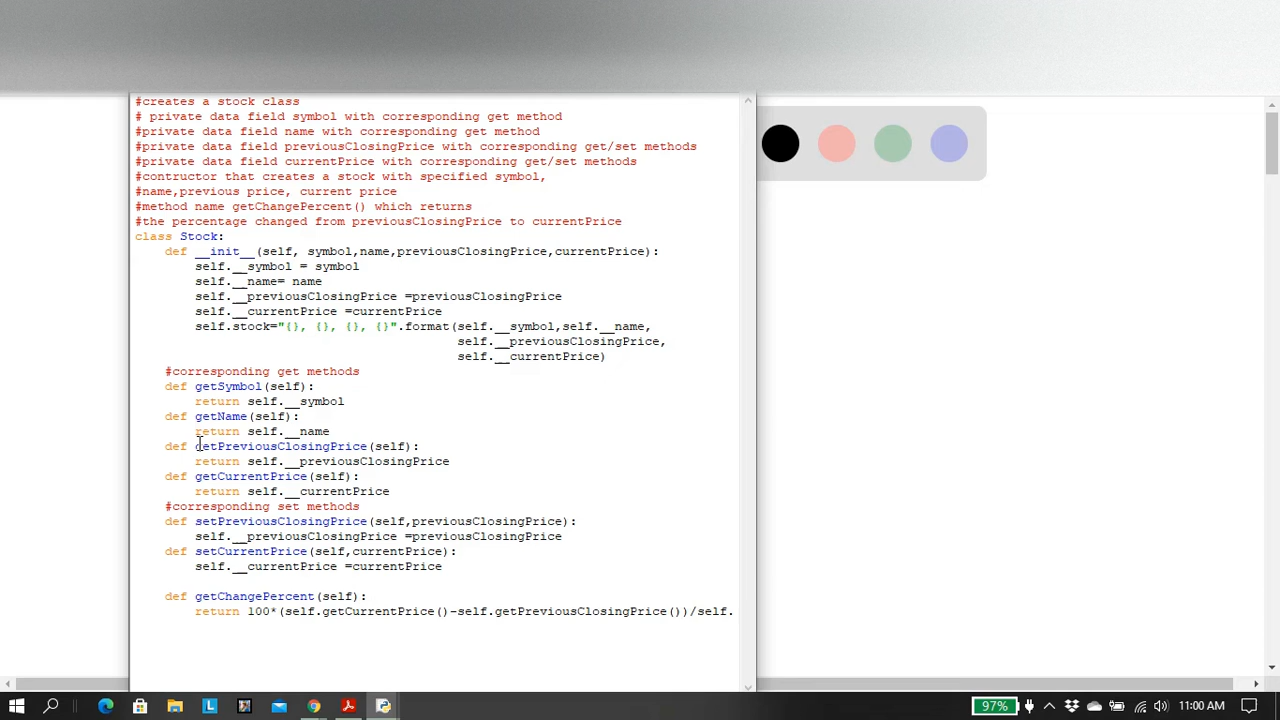 #creates a stock class
# private data field symbol with corresponding get method
#private data field name with corresponding get method
#private data field previousClosingPrice with corresponding get/set methods
#private data field currentPrice with corresponding get/set methods
#contructor that creates a stock with specified symbol,
#name,previous price, current price
#method name getChangePercent() which returns
#the percentage changed from previousClosingPrice to currentPrice
class Stock:
    def __init__(self, symbol,name,previousClosingPrice,currentPrice):
        self.__symbol = symbol
        self.__name= name
        self.__previousClosingPrice =previousClosingPrice
        self.__currentPrice =currentPrice
        self.stock="{}, {}, {}, {}".format(self.__symbol,self.__name,
                                           self.__previousClosingPrice,
                                           self.__currentPrice)
    #corresponding get methods
    def getSymbol(self):
        return self.__symbol
    def getName(self):
        return self.__name
    def getPreviousClosingPrice(self):
        return self.__previousClosingPrice
    def getCurrentPrice(self):
        return self.__currentPrice
    #corresponding set methods
    def setPreviousClosingPrice(self,previousClosingPrice):
        self.__previousClosingPrice =previousClosingPrice
    def setCurrentPrice(self,currentPrice):
        self.__currentPrice =currentPrice
    def getChangePercent(self):
        return 100*(self.getCurrentPrice()-self.getPreviousClosingPrice())/self.
97% 11:00 AM